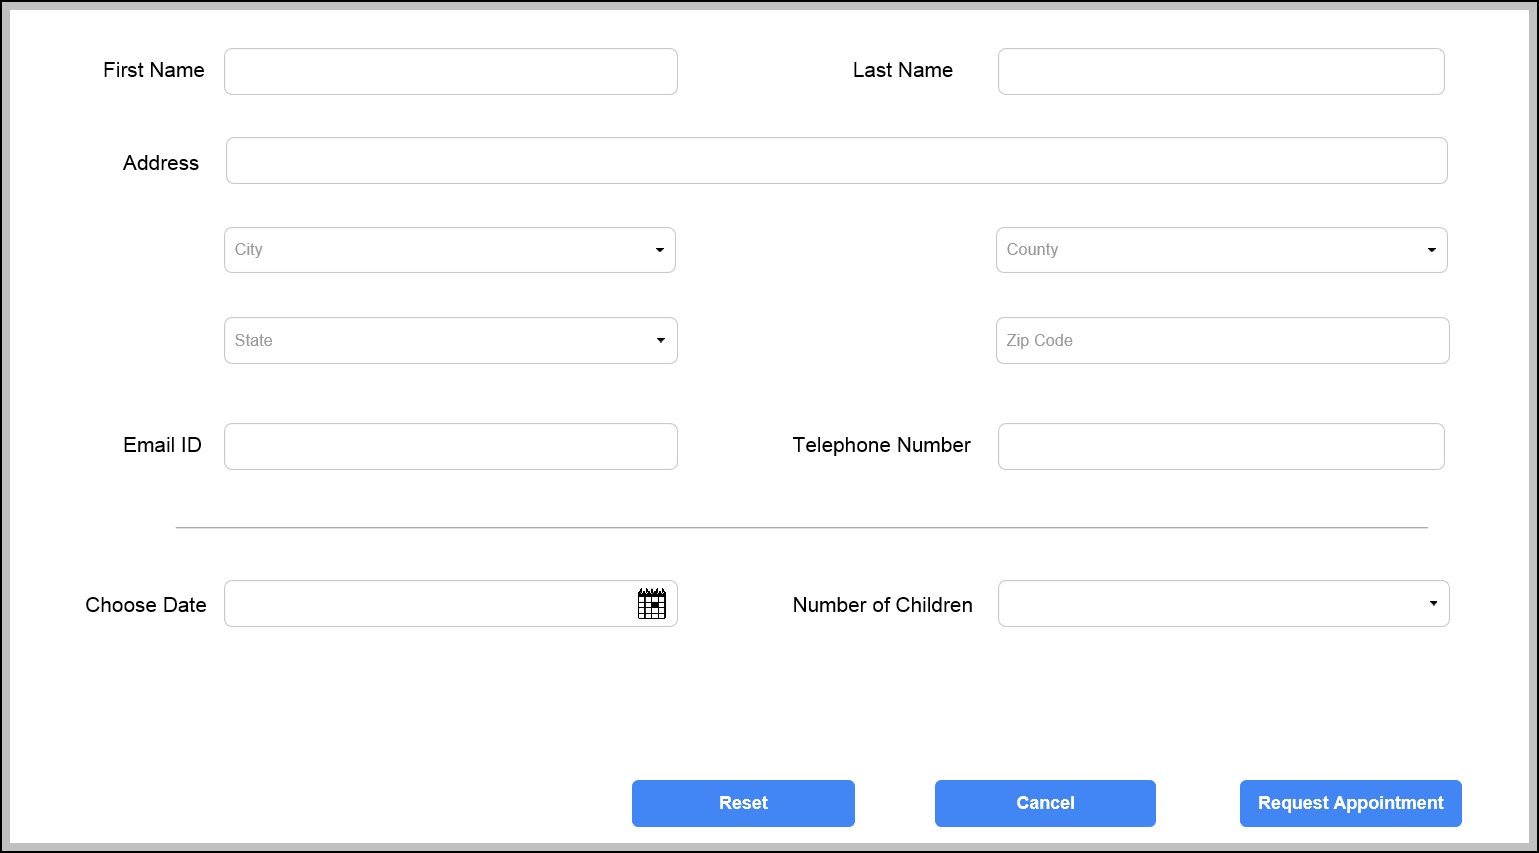 First Name
Last Name
Address
City
County
State
Zip Code
Email ID
Telephone Number
Choose Date
Number of Children
Reset
Cancel
Request Appointment